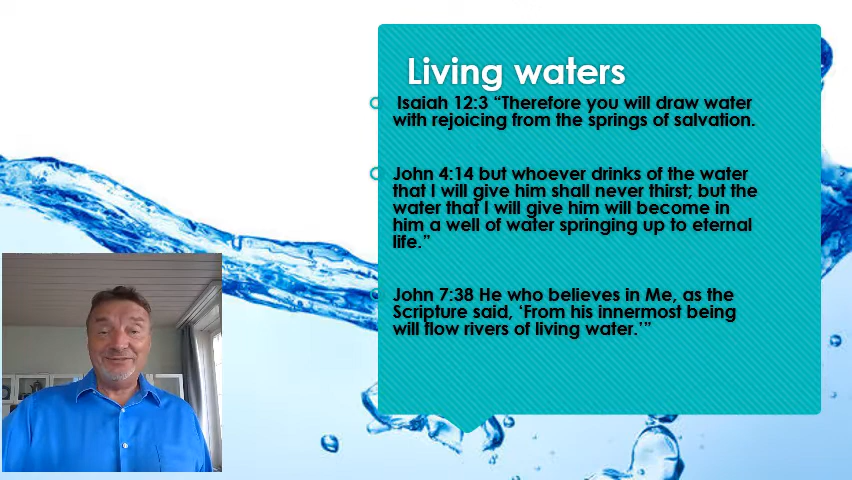 Living waters
Isaiah 12:3 “Therefore you will draw water
with rejoicing from the springs of salvation.
John 4:14 but whoever drinks of the water
that I will give him shall never thirst; but the
water that I will give him will become in
him a well of water springing up to eternal
life.”
John 7:38 He who believes in Me, as the
Scripture said, ‘From his innermost being
will flow rivers of living water.’”